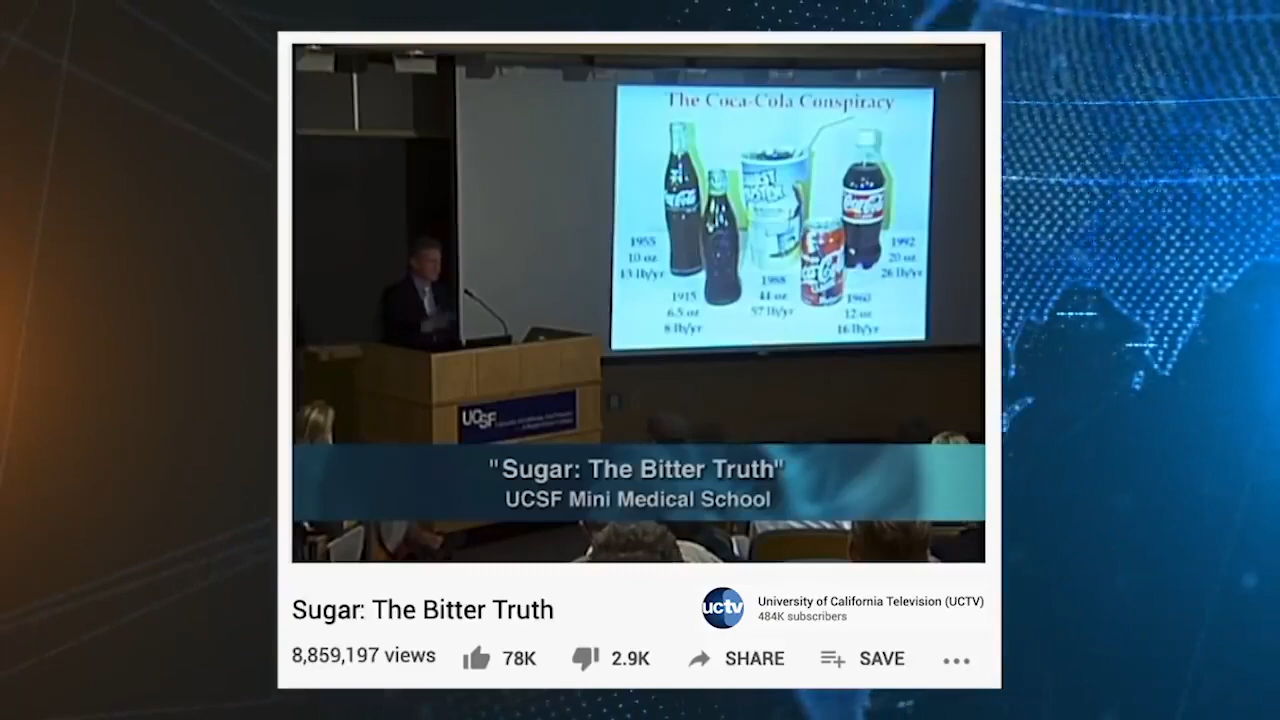 The Coca-Cola Conspiracy
1955
10 oz
13 lb/yr
1915
6.5 oz
8 lb/yr
1988
44 oz
57 lb/yr
1960
12 oz
16 lb/yr
1992
20 oz
26 lb/yr
Coca-Cola
UCSF
"Sugar: The Bitter Truth"
UCSF Mini Medical School
Sugar: The Bitter Truth
uctv
University of California Television (UCTV)
484K subscribers
8,859,197 views
78K
2.9K
SHARE
SAVE